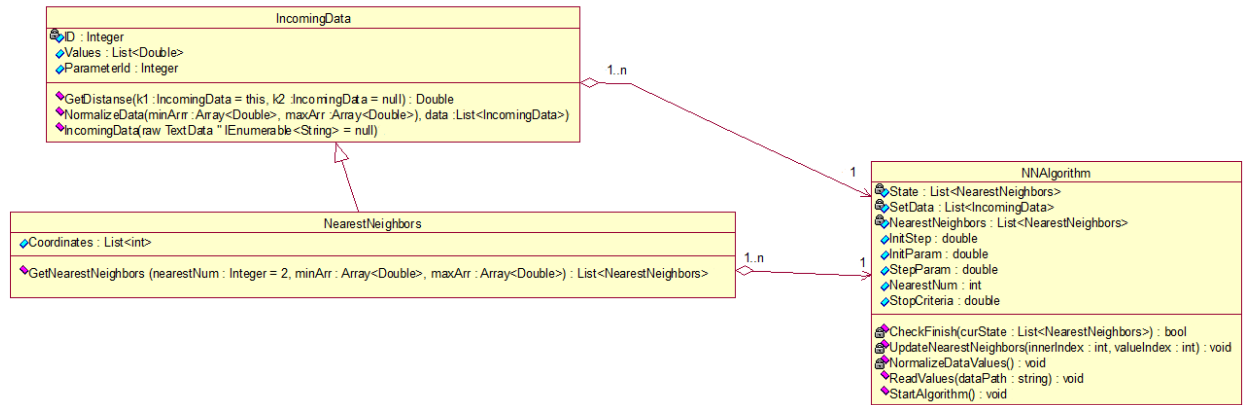 IncomingData
ID : Integer
Values : List<Double>
ParameterId : Integer
GetDistanse(k1 :IncomingData = this, k2 :IncomingData = null) : Double
NormalizeData(minArrr :Array<Double>, maxArr :Array<Double>), data :List<IncomingData>)
IncomingData(raw TextData " IEnumerable<String> = null)
1..n
1
NNAlgorithm
State : List<NearestNeighbors>
SetData : List<IncomingData>
NearestNeighbors : List<NearestNeighbors>
InitStep : double
InitParam : double
StepParam : double
NearestNum : int
StopCriteria : double
CheckFinish(curState : List<NearestNeighbors>) : bool
UpdateNearestNeighbors(innerIndex : int, valueIndex : int) : void
NormalizeDataValues() : void
ReadValues(dataPath : string) : void
StartAlgorithm() : void
NearestNeighbors
Coordinates : List<int>
GetNearestNeighbors (nearestNum : Integer = 2, minArr : Array<Double>, maxArr : Array<Double>) : List<NearestNeighbors>
1..n
1